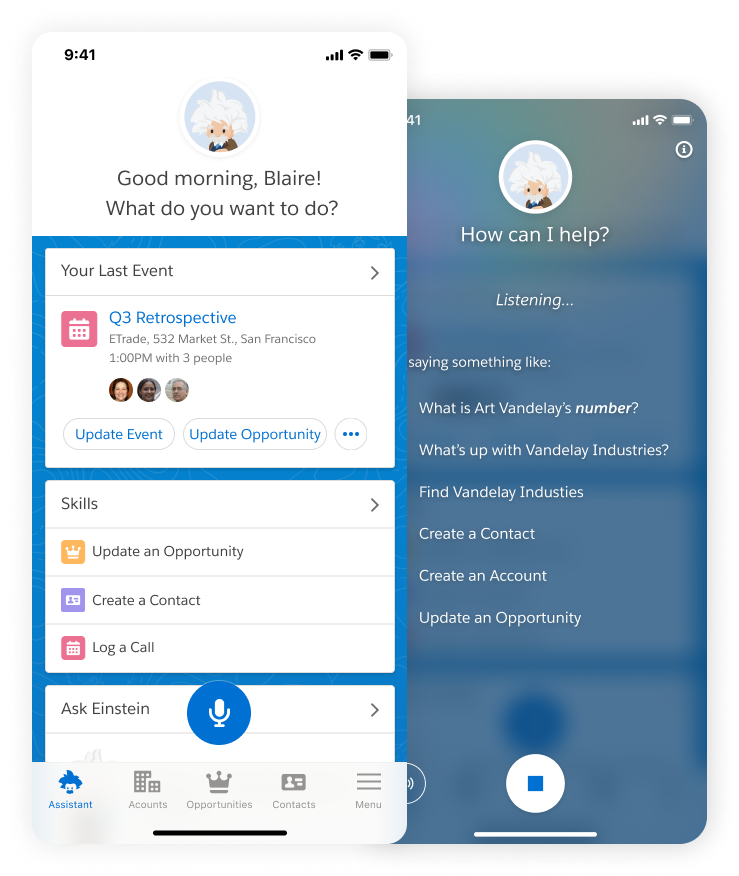 9:41
Good morning, Blaire!
What do you want to do?
Your Last Event
Q3 Retrospective
ETrade, 532 Market St., San Francisco
1:00PM with 3 people
Update Event
Update Opportunity
Skills
Update an Opportunity
Create a Contact
Log a Call
Ask Einstein
Assistant
Acounts
Opportunities
Contacts
Menu
41
How can I help?
Listening...
saying something like:
What is Art Vandelay's number?
What's up with Vandelay Industries?
Find Vandelay Industies
Create a Contact
Create an Account
Update an Opportunity